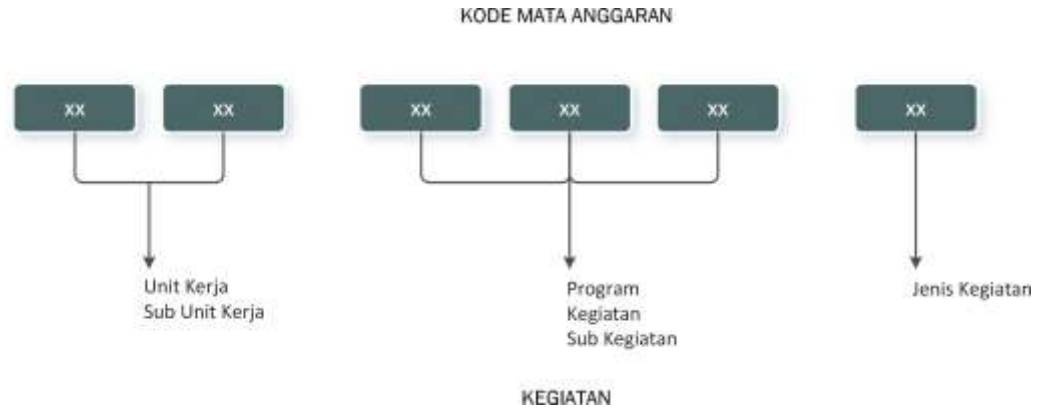 KODE MATA ANGGARAN
xx xx xx xx xx xx
Unit Kerja
Sub Unit Kerja
Program
Kegiatan
Sub Kegiatan
Jenis Kegiatan
KEGIATAN